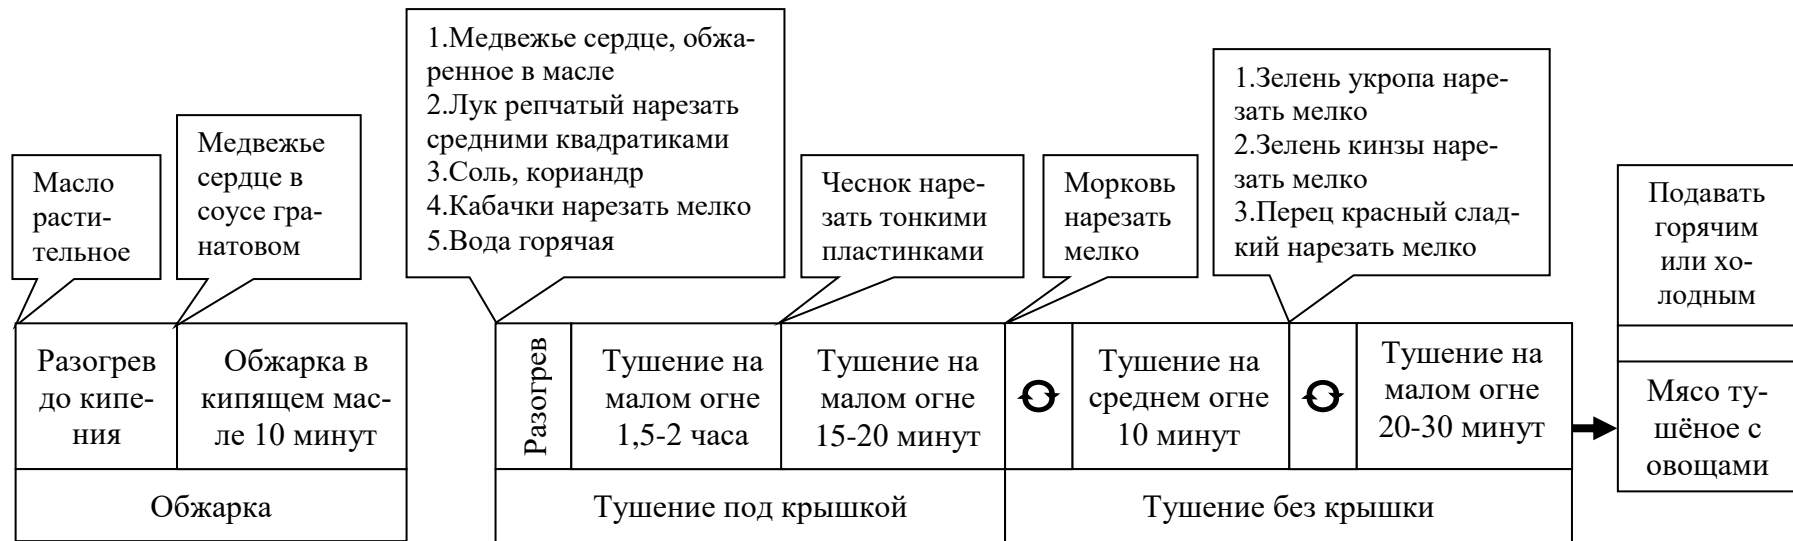 Масло
расти-
тельное
Медвежье
сердце в
соусе гра-
натовом
1.Медвежье сердце, обжа-
ренное в масле
2.Лук репчатый нарезать
средними квадратиками
3.Соль, кориандр
4.Кабачки нарезать мелко
5.Вода горячая
Чеснок наре-
зать тонкими
пластинками
Морковь
нарезать
мелко
1.Зелень укропа наре-
зать мелко
2.Зелень кинзы наре-
зать мелко
3.Перец красный слад-
кий нарезать мелко
Подавать
горячим
или хо-
лодным
Разогрев
до кипе-
ния
Обжарка в
кипящем мас-
ле 10 минут
Разогрев
Тушение на
малом огне
1,5-2 часа
Тушение на
малом огне
15-20 минут
Тушение на
среднем огне
10 минут
Тушение на
малом огне
20-30 минут
Мясо ту-
шёное с
овощами
Обжарка
Тушение под крышкой
Тушение без крышки